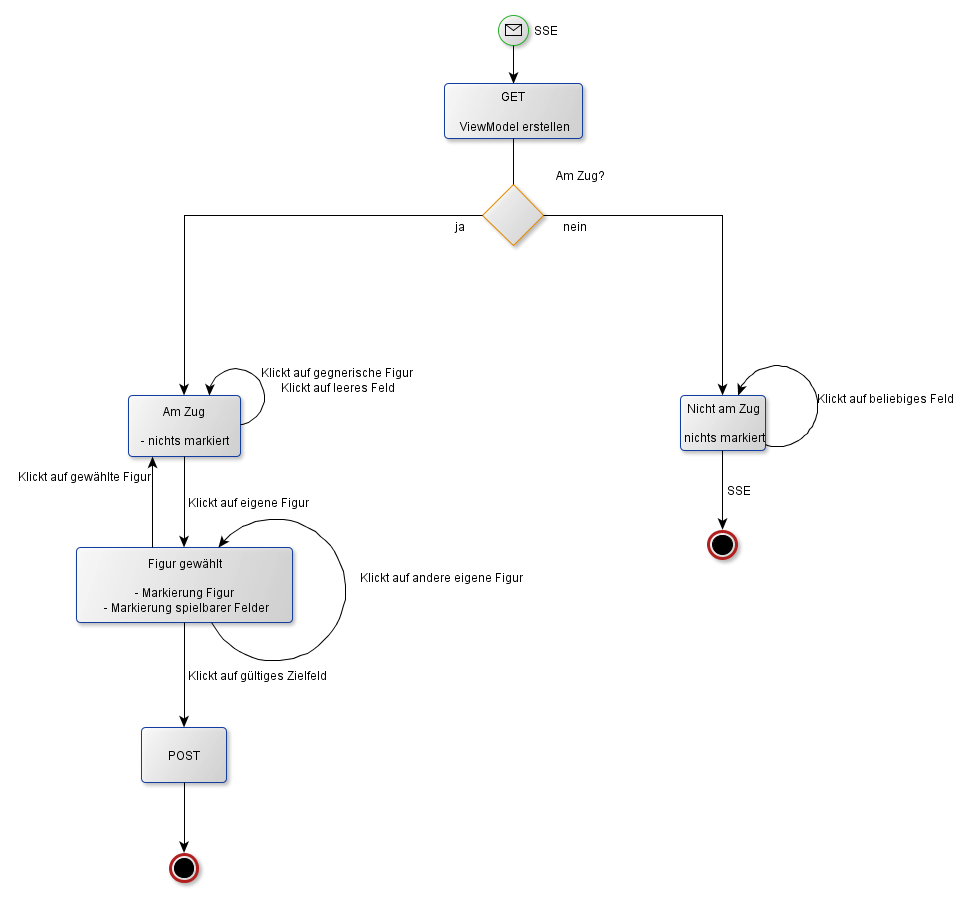 SSE
GET
ViewModel erstellen
Am Zug?
ja
nein
Klickt auf gegnerische Figur
Klickt auf leeres Feld
Am Zug
- nichts markiert
Nicht am Zug
nichts markiert
Klickt auf beliebiges Feld
Klickt auf gewählte Figur
Klickt auf eigene Figur
SSE
Figur gewählt
- Markierung Figur
- Markierung spielbarer Felder
Klickt auf andere eigene Figur
Klickt auf gültiges Zielfeld
POST